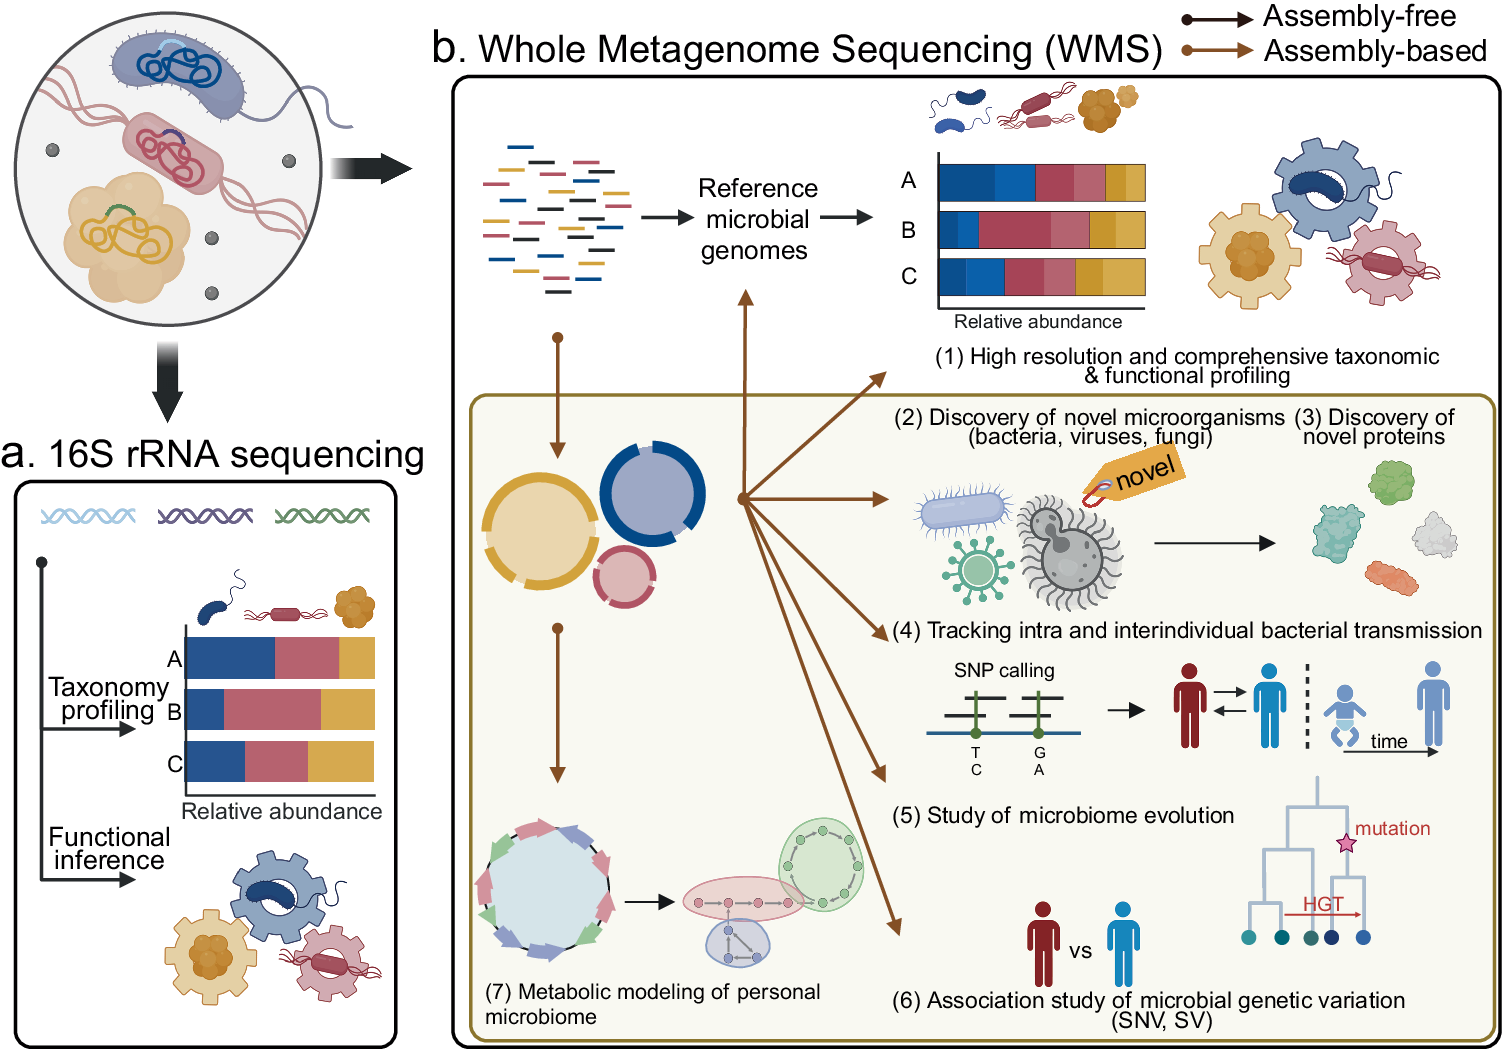 b. Whole Metagenome Sequencing (WMS)
Assembly-free
Assembly-based
Reference
microbial
genomes
A
B
C
Relative abundance
(1) High resolution and comprehensive taxonomic
& functional profiling
a. 16S rRNA sequencing
Taxonomy
profiling
A
B
C
Relative abundance
Functional
inference
(2) Discovery of novel microorganisms
(bacteria, viruses, fungi)
novel
(3) Discovery of
novel proteins
(4) Tracking intra and interindividual bacterial transmission
SNP calling
T
C
G
A
time
(5) Study of microbiome evolution
mutation
HGT
vs
(6) Association study of microbial genetic variation
(SNV, SV)
(7) Metabolic modeling of personal
microbiome